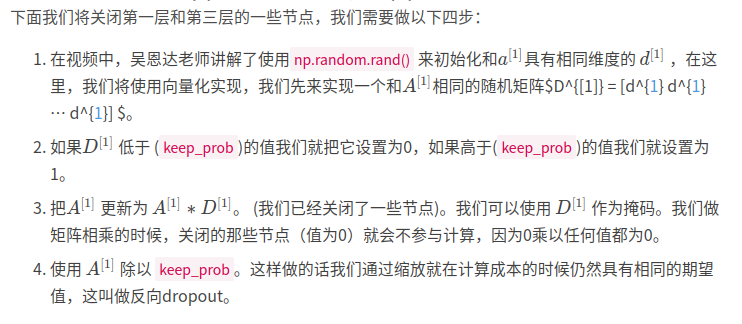 下面我们将关闭第一层和第三层的一些节点，我们需要做以下四步：
1. 在视频中，吴恩达老师讲解了使用 np.random.rand() 来初始化和a^[1]具有相同维度的 d^[1] ，在这
里，我们将使用向量化实现，我们先来实现一个和A^[1]相同的随机矩阵$D^{[1]} = [d^{1} d^{1}
⋯ d^{1}] $。
2. 如果D^[1] 低于 ( keep_prob )的值我们就把它设置为0，如果高于( keep_prob )的值我们就设置为
1。
3. 把A^[1] 更新为 A^[1] ∗ D^[1]。 (我们已经关闭了一些节点)。我们可以使用 D^[1] 作为掩码。我们做
矩阵相乘的时候，关闭的那些节点（值为0）就会不参与计算，因为0乘以任何值都为0。
4. 使用 A^[1] 除以 keep_prob 。这样做的话我们通过缩放就在计算成本的时候仍然具有相同的期望
值，这叫做反向dropout。